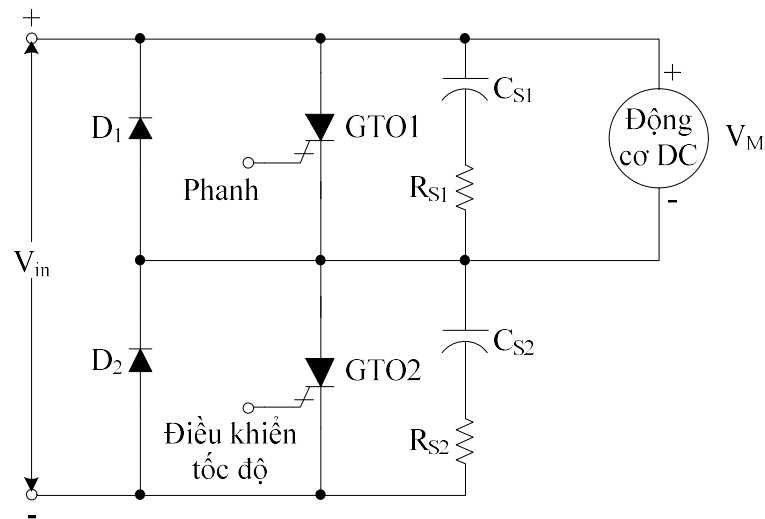 +
D1
GTO1
Phanh
CS1
RS1
+
Động
cơ DC
-
VM
Vin
D2
GTO2
Điều khiển
tốc độ
CS2
RS2
-